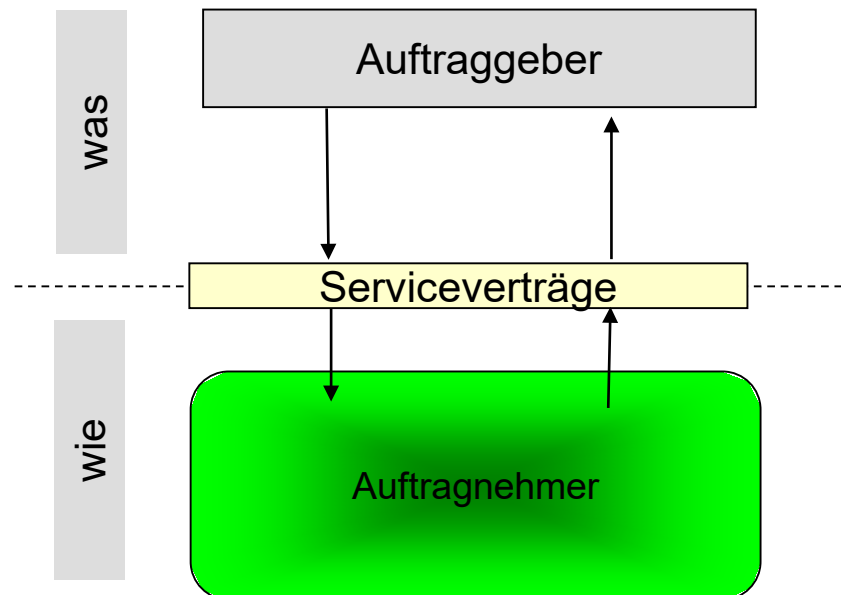 Auftraggeber
was
Serviceverträge
wie
Auftragnehmer